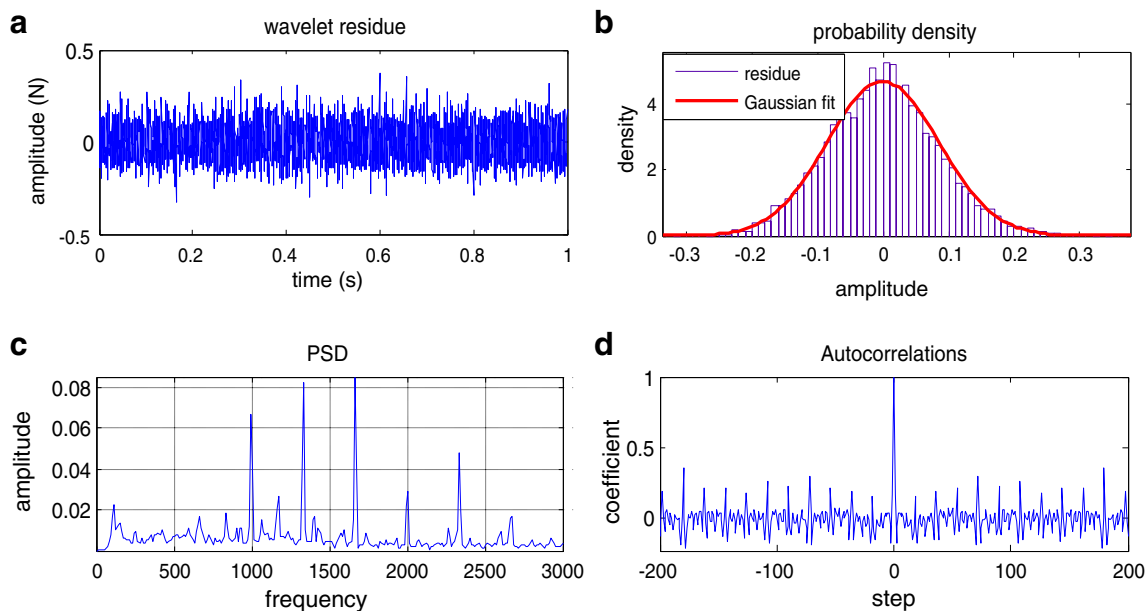 a
wavelet residue
0.5
0
-0.5
amplitude (N)
0 0.2 0.4 0.6 0.8 1
time (s)
b
probability density
residue
Gaussian fit
4
2
0
density
-0.3 -0.2 -0.1 0 0.1 0.2 0.3
amplitude
c
PSD
0.08
0.06
0.04
0.02
amplitude
0 500 1000 1500 2000 2500 3000
frequency
d
Autocorrelations
1
0.5
0
coefficient
-200 -100 0 100 200
step